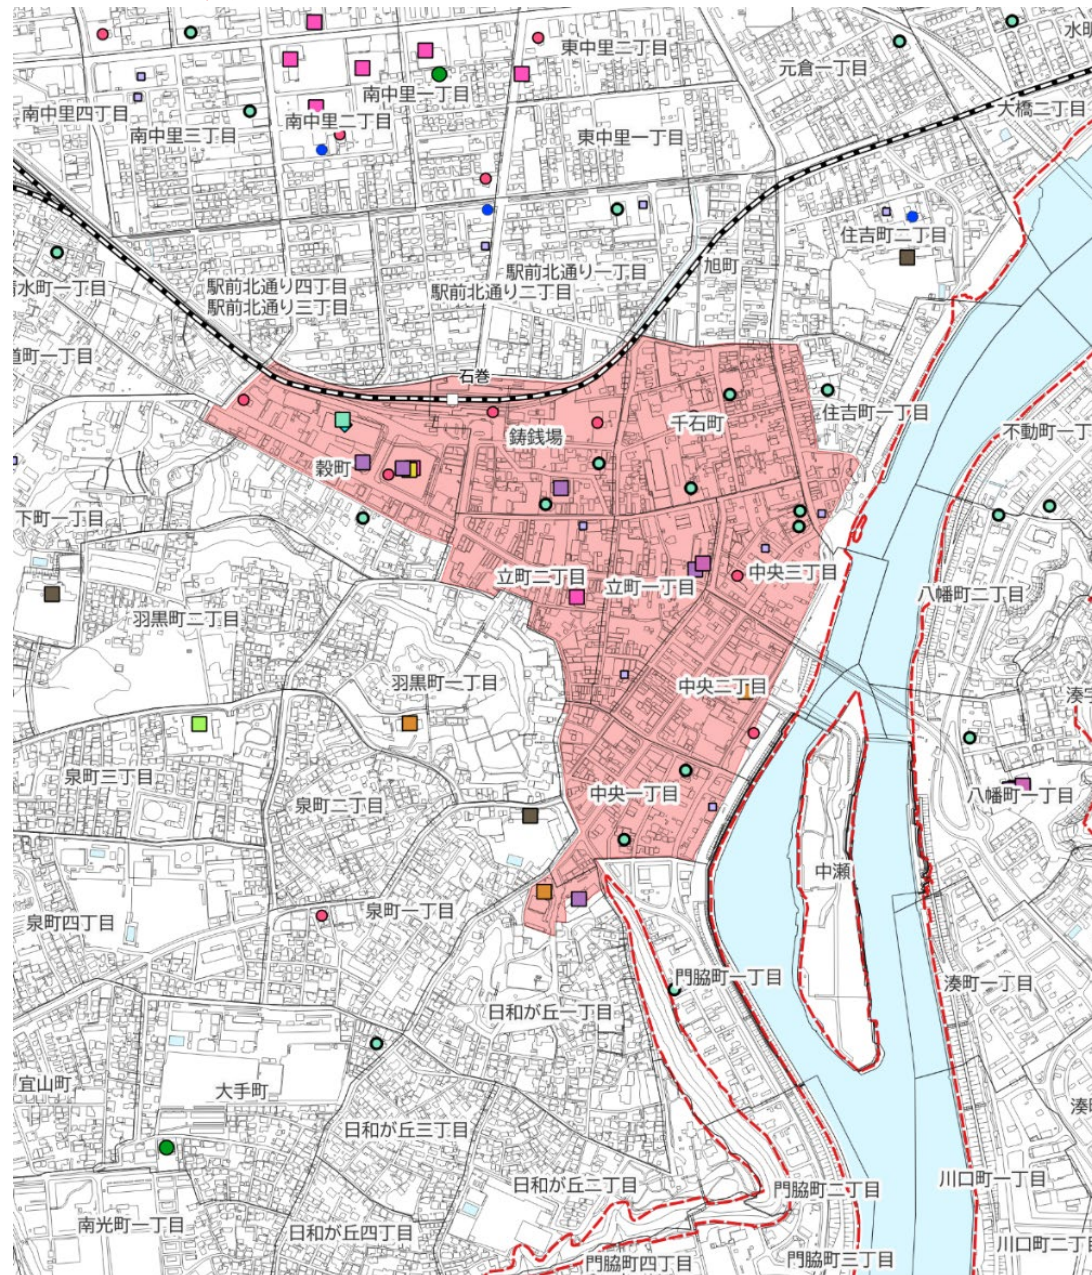 東中里二丁目
水明
元倉一丁目
南中里一丁目
大橋二丁目
南中里四丁目
南中里二丁目
南中里三丁目
東中里一丁目
住吉町二丁目
旭町
駅前北通り一丁目
駅前北通り四丁目
駅前北通り二丁目
駅前北通り三丁目
水町一丁目
道町一丁目
石巻
住吉町一丁目
千石町
不動町一丁
鋳銭場
穀町
下町一丁目
立町二丁目
立町一丁目
中央三丁目
八幡町二丁目
羽黒町二丁目
羽黒町一丁目
中央二丁目
湊
泉町三丁目
中央一丁目
八幡町一丁目
泉町二丁目
中瀬
泉町一丁目
泉町四丁目
門脇町一丁目
湊町一丁目
日和が丘一丁目
宜山町
大手町
湊
日和が丘三丁目
川口町一丁目
日和が丘二丁目
門脇町二丁目
南光町一丁目
日和が丘四丁目
川口町二丁目
門脇町三丁目
門脇町四丁目